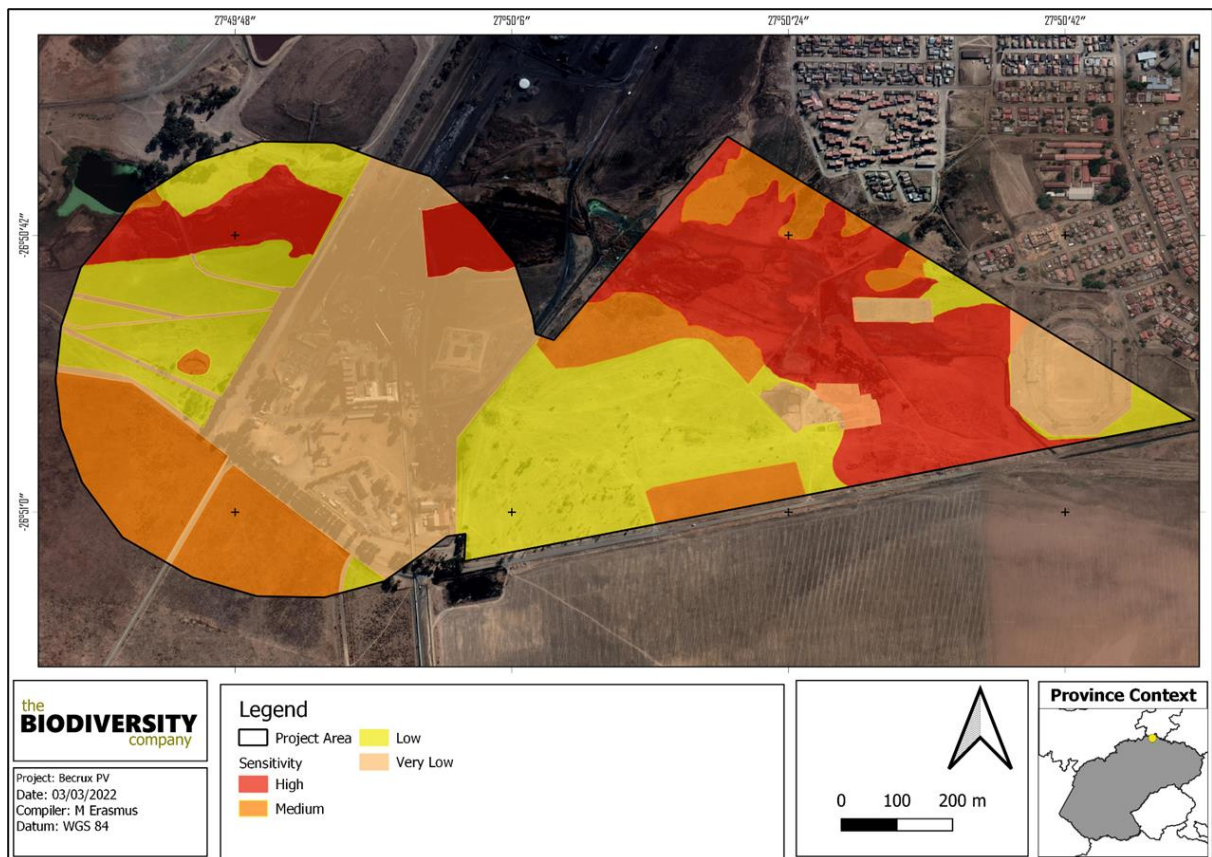 27°49'48" 27°50'6" 27°50'24" 27°50'42"
-26°50'42"
-26°51'0"
the
BIODIVERSITY
company
Project: Becrux PV
Date: 03/03/2022
Compiler: M Erasmus
Datum: WGS 84
Legend
Project Area
Sensitivity
High
Medium
Low
Very Low
0 100 200 m
Province Context